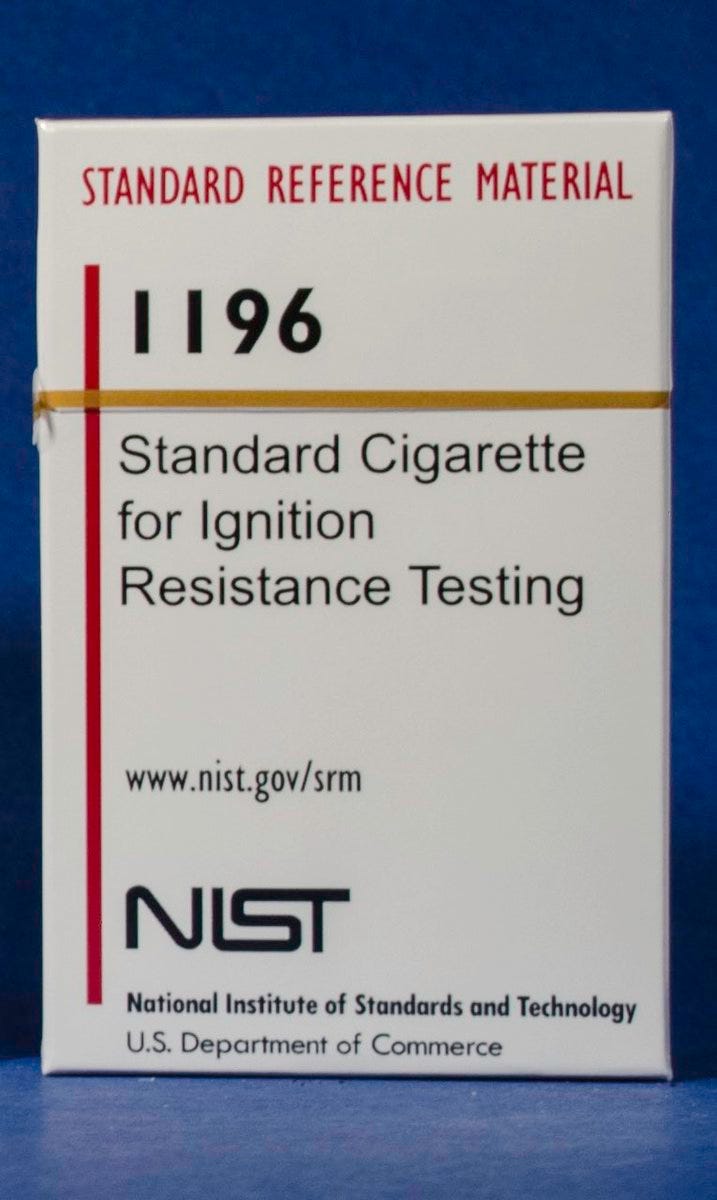 STANDARD REFERENCE MATERIAL
1196
Standard Cigarette
for Ignition
Resistance Testing
www.nist.gov/srm
NIST
National Institute of Standards and Technology
U.S. Department of Commerce